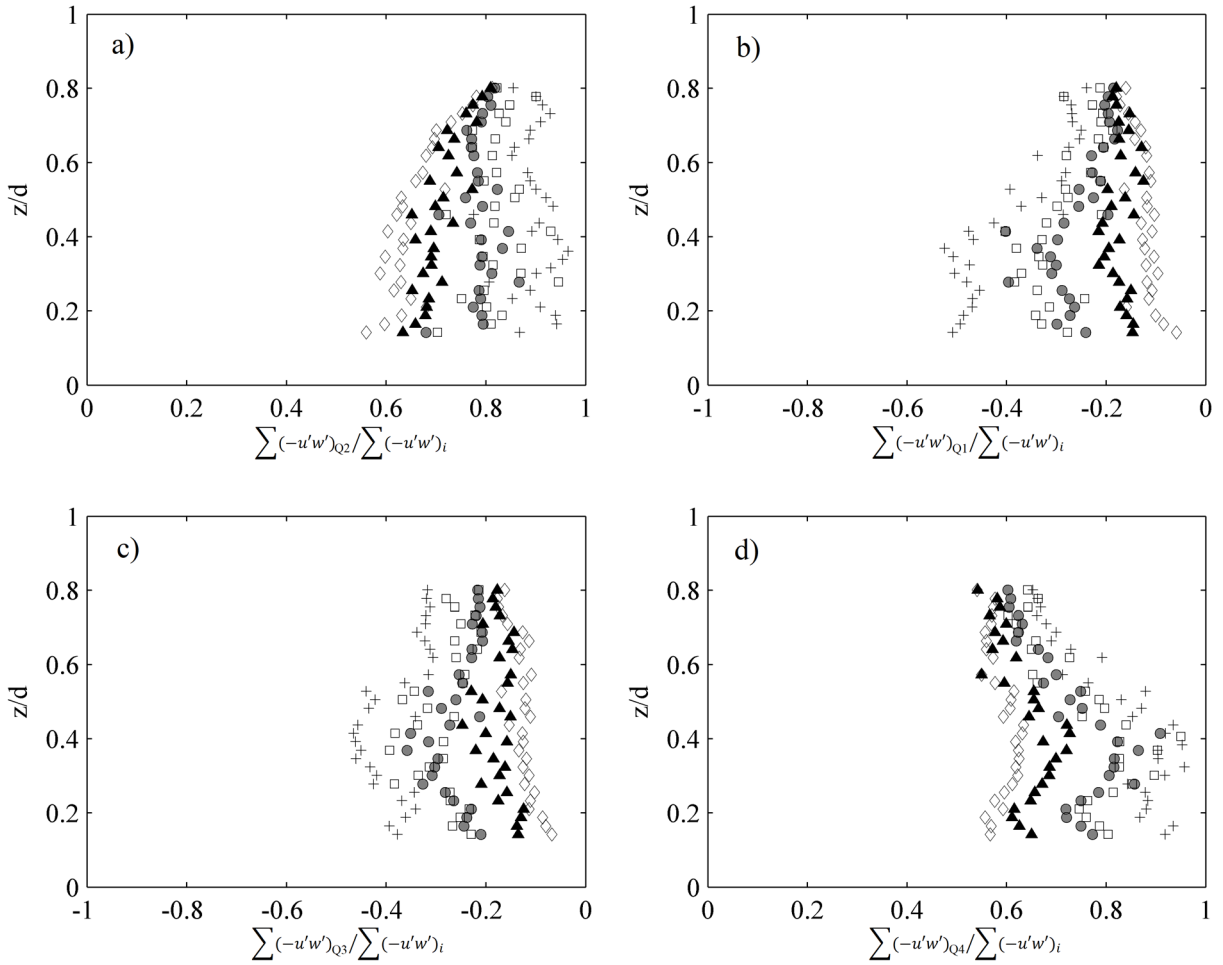 1
0.8
0.6
0.4
0.2
0
z/d
a)
0 0.2 0.4 0.6 0.8 1
∑(-u'w')Q2/∑(-u'w')i
1
0.8
0.6
0.4
0.2
0
z/d
b)
-1 -0.8 -0.6 -0.4 -0.2 0
∑(-u'w')Q1/∑(-u'w')i
1
0.8
0.6
0.4
0.2
0
z/d
c)
-1 -0.8 -0.6 -0.4 -0.2 0
∑(-u'w')Q3/∑(-u'w')i
1
0.8
0.6
0.4
0.2
0
z/d
d)
0 0.2 0.4 0.6 0.8 1
∑(-u'w')Q4/∑(-u'w')i